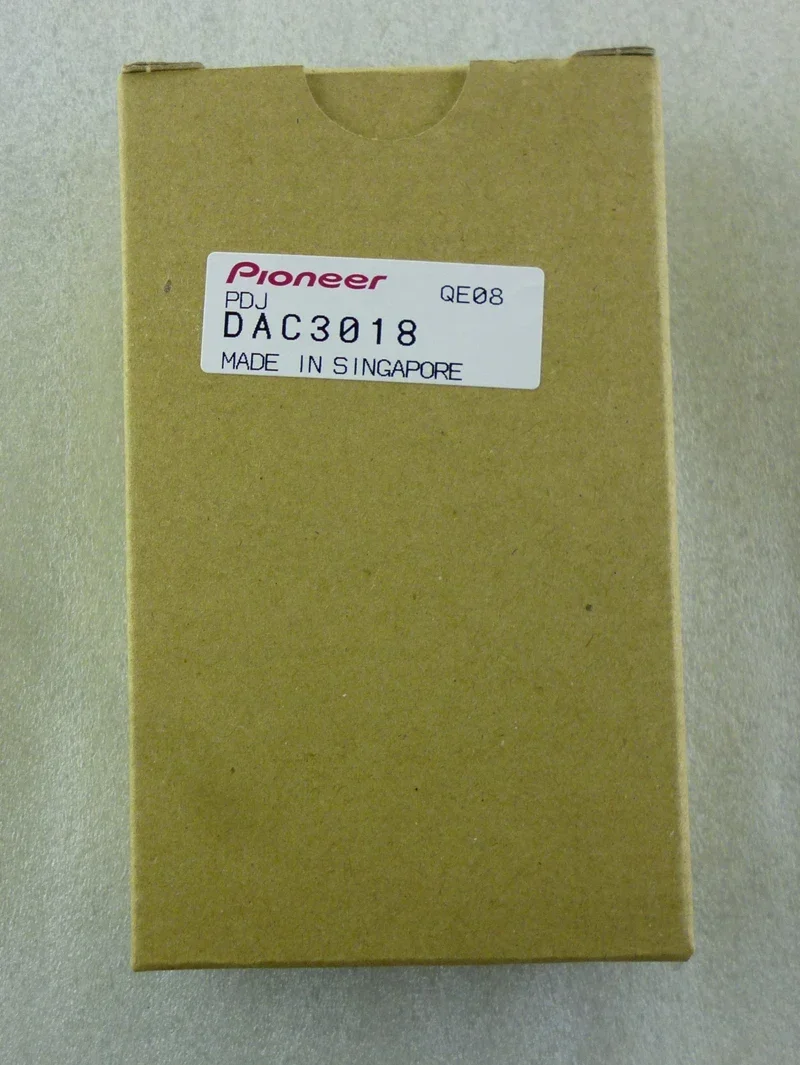 Pioneer
QE08
PDJ
DAC3018
MADE IN SINGAPORE